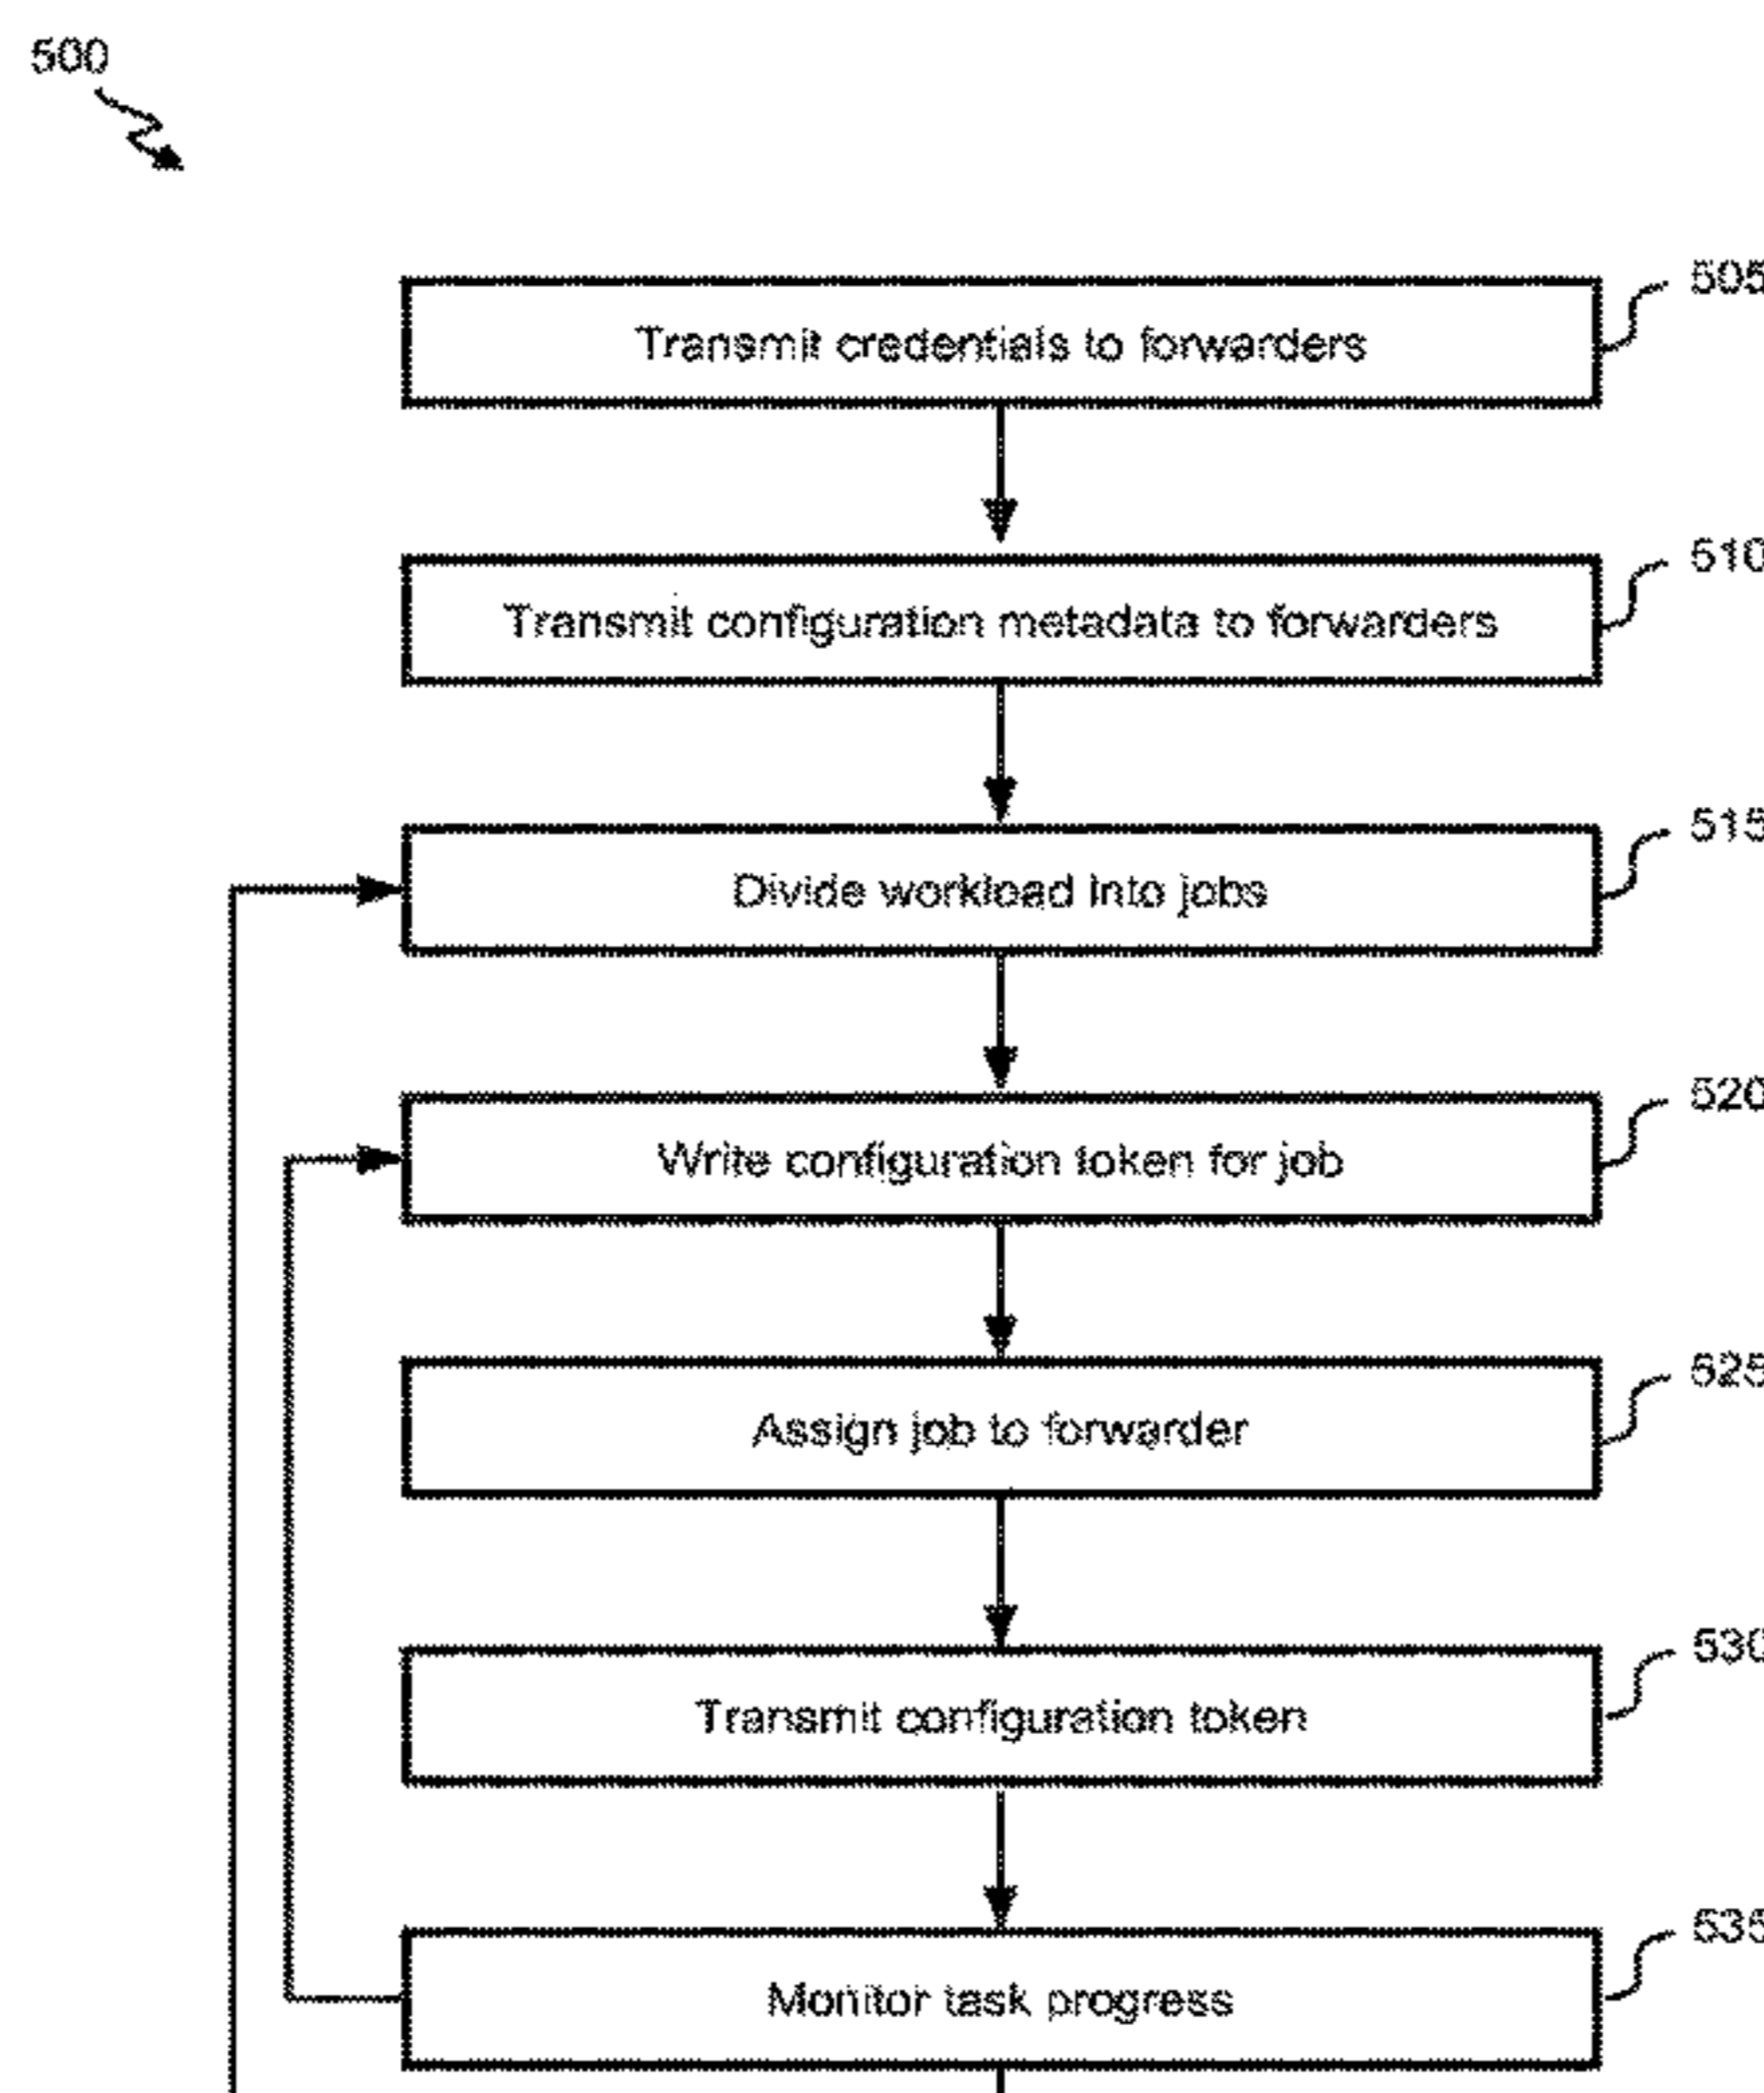 500
Transmit credentials to forwarders
505
Transmit configuration metadata to forwarders
510
Divide workload into jobs
515
Write configuration token for job
520
Assign job to forwarder
525
Transmit configuration token
530
Monitor task progress
535